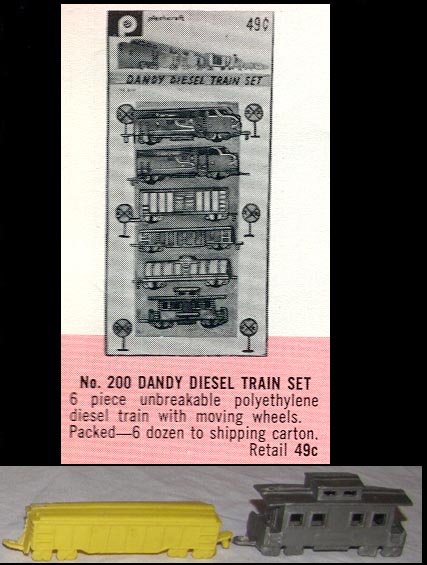 plasticraft
49¢
DANDY DIESEL TRAIN SET
No. 200 DANDY DIESEL TRAIN SET
6 piece unbreakable polyethylene
diesel train with moving wheels.
Packed—6 dozen to shipping carton.
Retail 49c